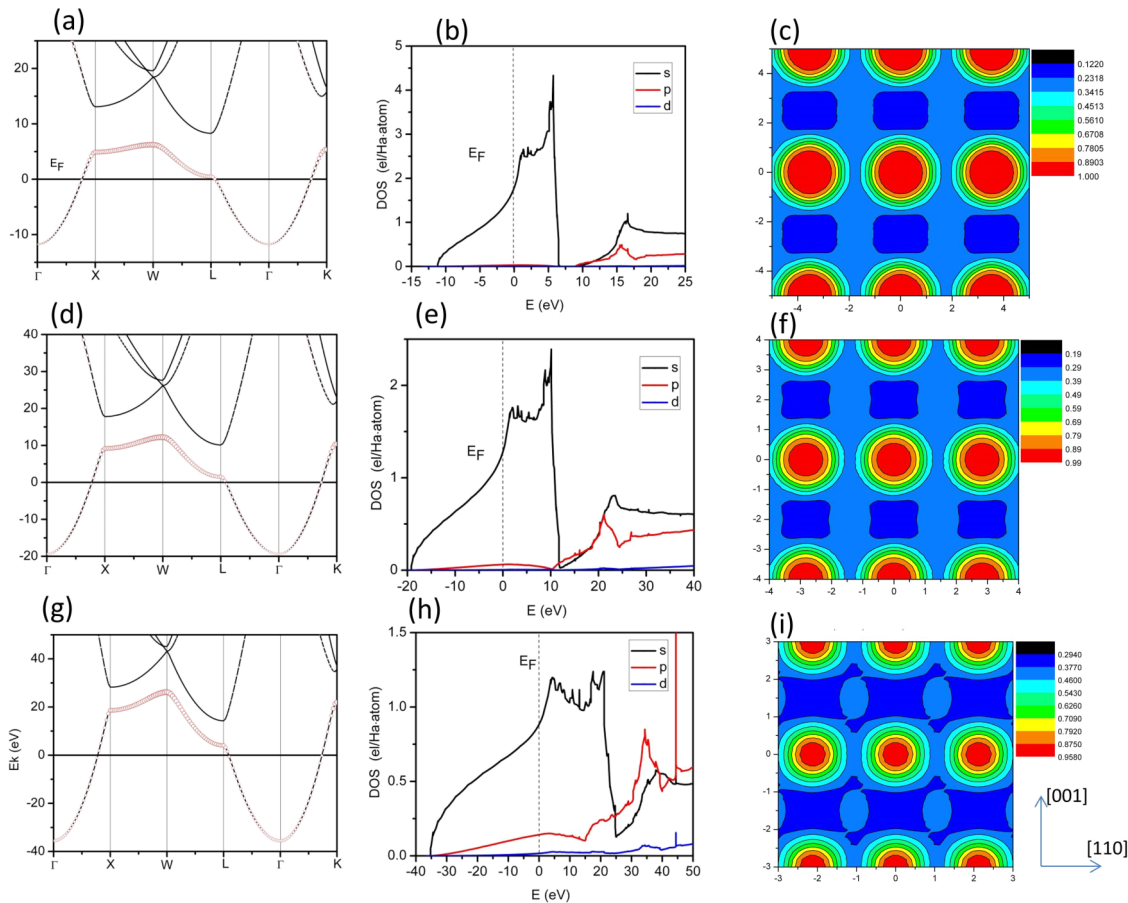 (a)
20
10
0
-10
E_F
Γ X W L Γ K
(b)
DOS (el/Ha·atom)
5
4
3
2
1
0
E_F
s
p
d
-15 -10 -5 0 5 10 15 20 25
E (eV)
(c)
4
2
0
-2
-4
-4 -2 0 2 4
0.1220
0.2318
0.3415
0.4513
0.5610
0.6708
0.7805
0.8903
1.000
(d)
40
30
20
10
0
-10
-20
Γ X W L Γ K
(e)
DOS (el/Ha·atom)
2
1
0
E_F
s
p
d
-20 -10 0 10 20 30 40
E (eV)
(f)
4
3
2
1
0
-1
-2
-3
-4
-4 -3 -2 -1 0 1 2 3 4
0.19
0.29
0.39
0.49
0.59
0.69
0.79
0.89
0.99
(g)
Ek (eV)
40
20
0
-20
-40
Γ X W L Γ K
(h)
DOS (el/Ha·atom)
1.5
1.0
0.5
0.0
E_F
s
p
d
-40 -30 -20 -10 0 10 20 30 40 50
E (eV)
(i)
3
2
1
0
-1
-2
-3
-3 -2 -1 0 1 2 3
0.2940
0.3770
0.4600
0.5430
0.6260
0.7090
0.7920
0.8750
0.9580
[001]
[110]